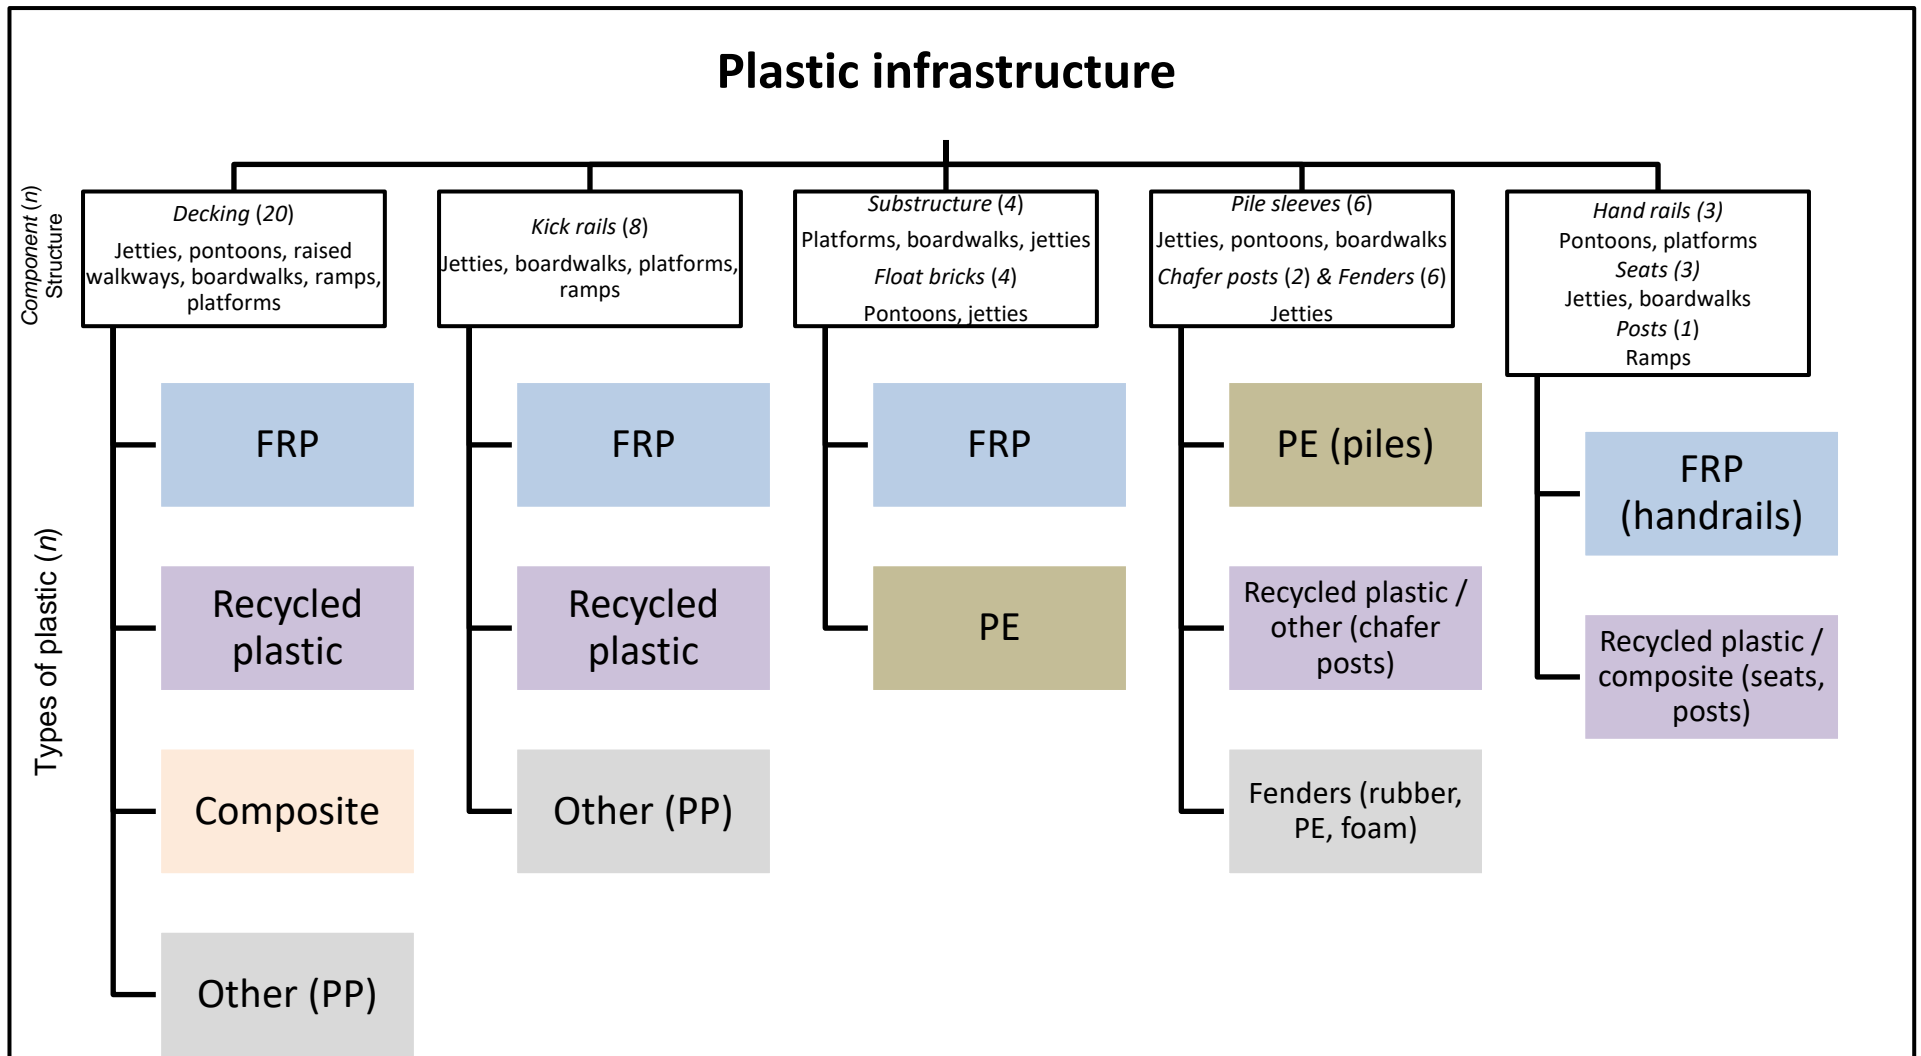 Plastic infrastructure
Component (n)
Structure
Decking (20)
Jetties, pontoons, raised
walkways, boardwalks, ramps,
platforms
Kick rails (8)
Jetties, boardwalks, platforms,
ramps
Substructure (4)
Platforms, boardwalks, jetties
Float bricks (4)
Pontoons, jetties
Pile sleeves (6)
Jetties, pontoons, boardwalks
Chafer posts (2) & Fenders (6)
Jetties
Hand rails (3)
Pontoons, platforms
Seats (3)
Jetties, boardwalks
Posts (1)
Ramps
Types of plastic (n)
FRP
Recycled
plastic
Composite
Other (PP)
FRP
Recycled
plastic
Other (PP)
FRP
PE
PE (piles)
Recycled plastic /
other (chafer
posts)
Fenders (rubber,
PE, foam)
FRP
(handrails)
Recycled plastic /
composite (seats,
posts)